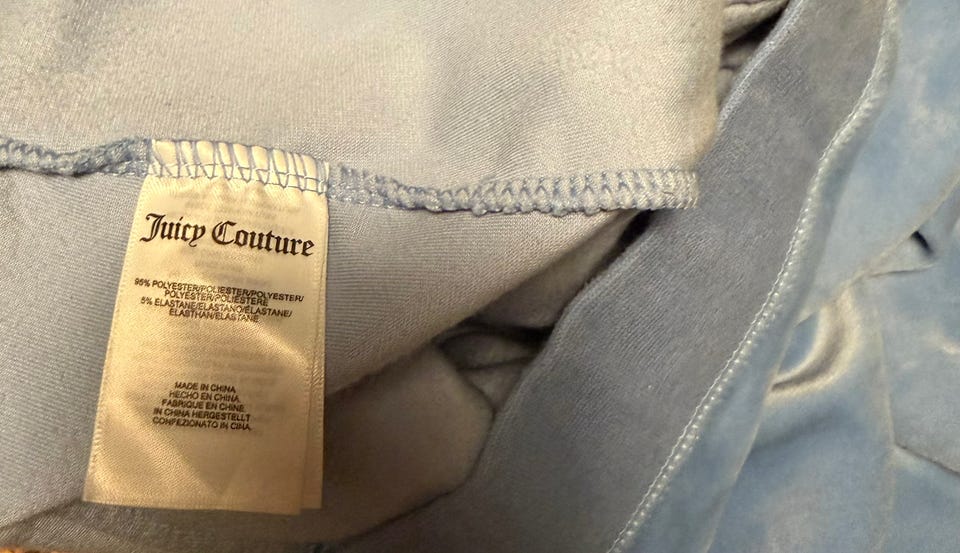 Juicy Couture
95% POLYESTER/POLIESTER/POLYESTER/
POLYESTER/POLIESTERE
5% ELASTANE/ELASTANO/ÉLASTANE/
ELASTHAN/ELASTANE
MADE IN CHINA
HECHO EN CHINA
FABRIQUE EN CHINE
IN CHINA HERGESTELLT
CONFEZIONATO IN CINA